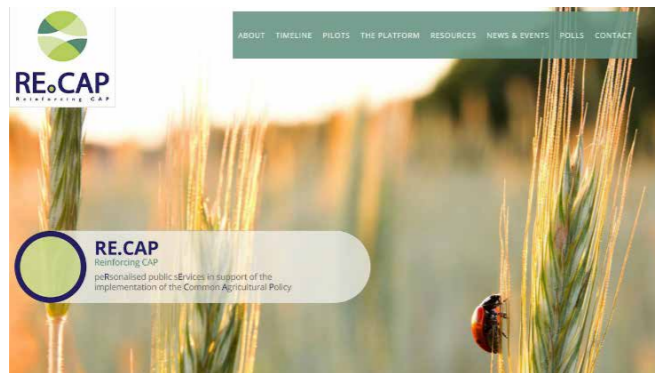 ABOUT TIMELINE PILOTS THE PLATFORM RESOURCES NEWS & EVENTS POLLS CONTACT
RE.CAP
Reinforcing CAP
RE.CAP
Reinforcing CAP
peRsonalised public sErvices in support of the
implementation of the Common Agricultural Policy